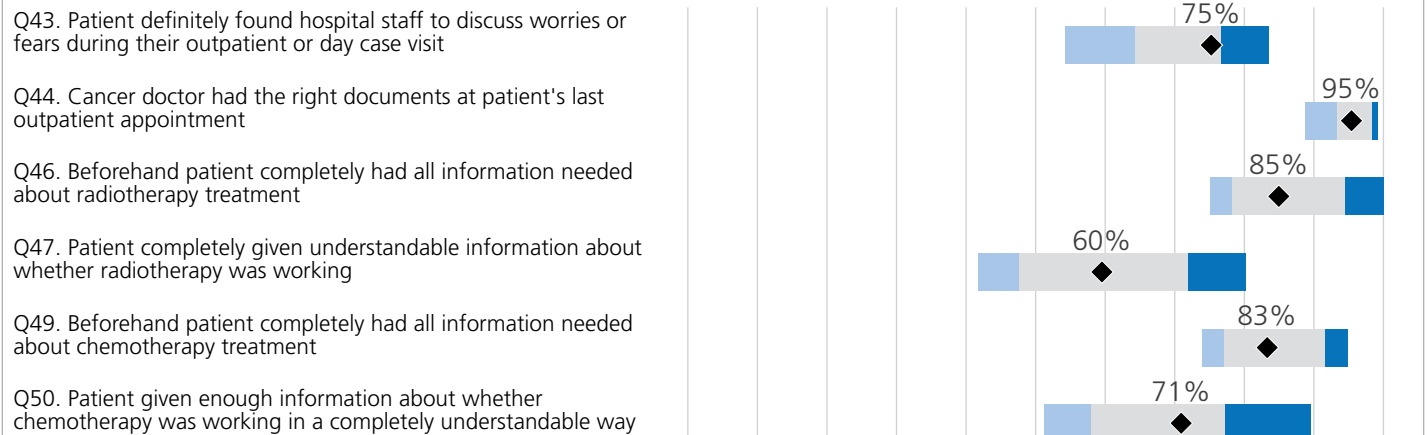 Q43. Patient definitely found hospital staff to discuss worries or
fears during their outpatient or day case visit
75%
Q44. Cancer doctor had the right documents at patient's last
outpatient appointment
95%
Q46. Beforehand patient completely had all information needed
about radiotherapy treatment
85%
Q47. Patient completely given understandable information about
whether radiotherapy was working
60%
Q49. Beforehand patient completely had all information needed
about chemotherapy treatment
83%
Q50. Patient given enough information about whether
chemotherapy was working in a completely understandable way
71%